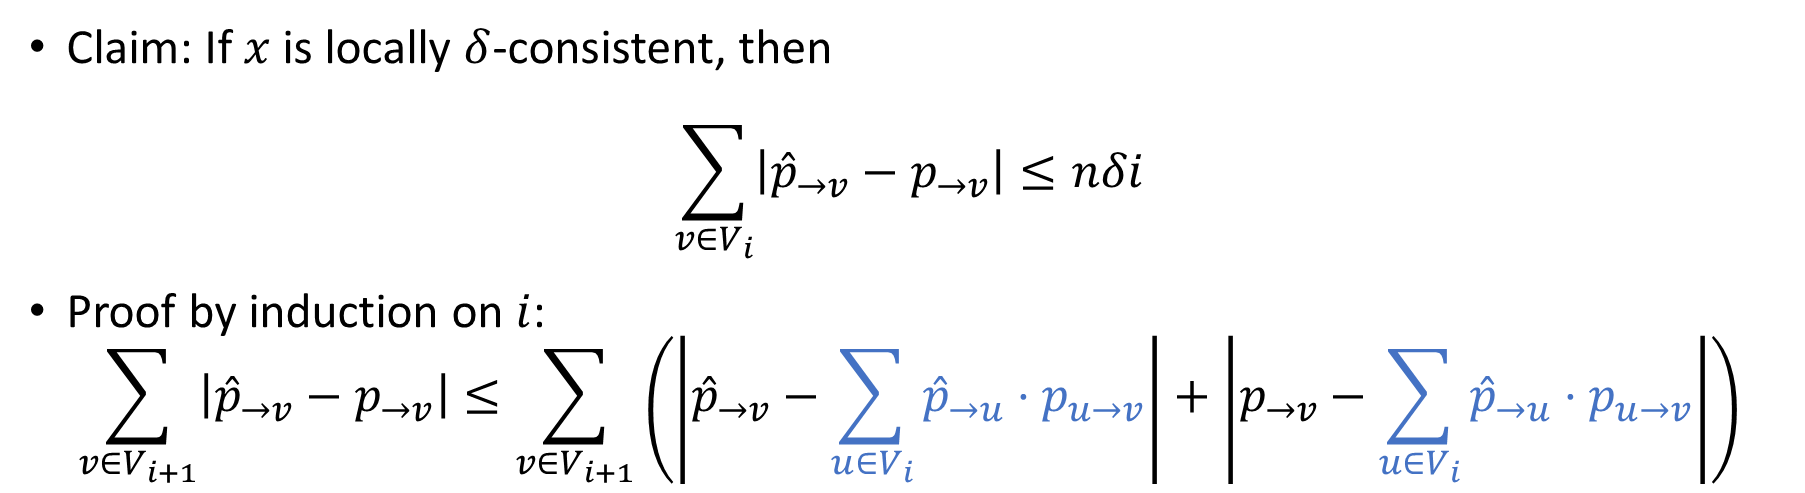 • Claim: If 𝑥 is locally 𝛿-consistent, then
∑_{𝑣∈𝑉_𝑖} |𝑝̂_{→𝑣} − 𝑝_{→𝑣}| ≤ 𝑛𝛿𝑖
• Proof by induction on 𝑖:
∑_{𝑣∈𝑉_{𝑖+1}} |𝑝̂_{→𝑣} − 𝑝_{→𝑣}| ≤ ∑_{𝑣∈𝑉_{𝑖+1}} (|𝑝̂_{→𝑣} − ∑_{𝑢∈𝑉_𝑖} 𝑝̂_{→𝑢} ⋅ 𝑝_{𝑢→𝑣}| + |𝑝_{→𝑣} − ∑_{𝑢∈𝑉_𝑖} 𝑝̂_{→𝑢} ⋅ 𝑝_{𝑢→𝑣}|)